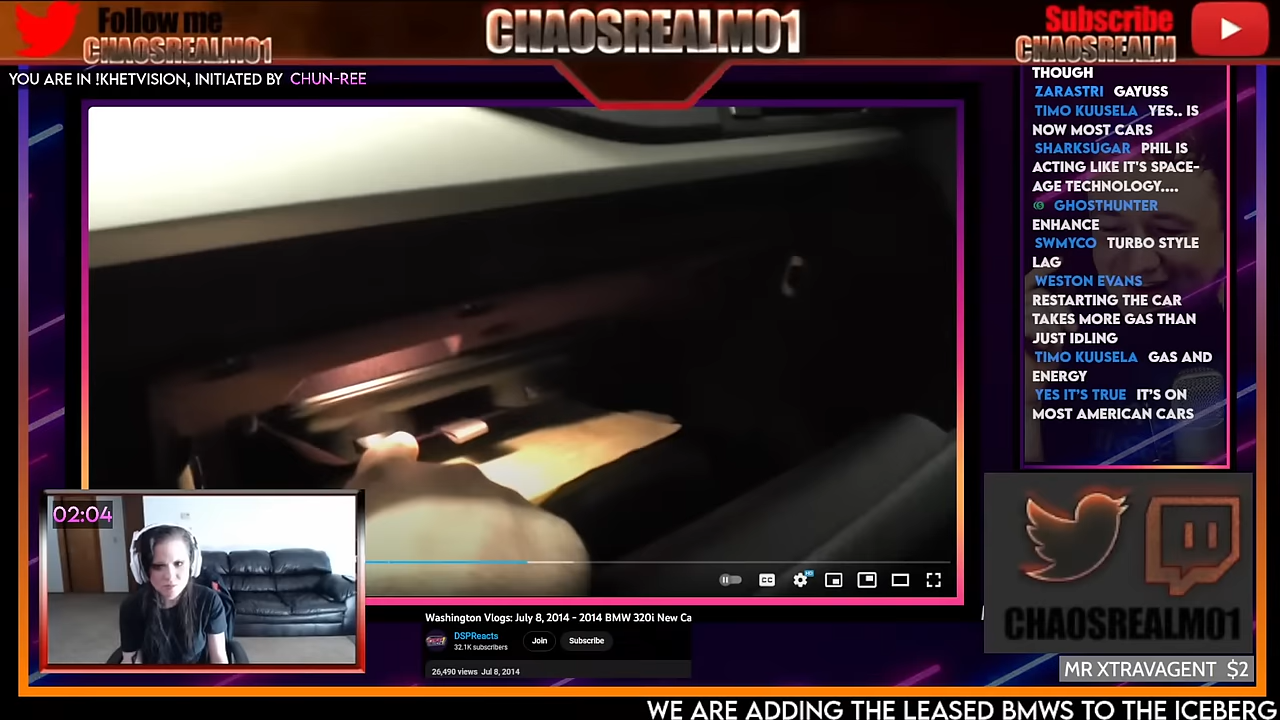 Follow me
CHAOSREALM01
CHAOSREALM01
Subscribe
CHAOSREALM
YOU ARE IN !KHETVISION, INITIATED BY CHUN-REE
THOUGH
ZARASTRI GAYUSS
TIMO KUUSELA YES.. IS
NOW MOST CARS
SHARKSUGAR PHIL IS
ACTING LIKE IT'S SPACE-
AGE TECHNOLOGY....
GHOSTHUNTER
ENHANCE
SWMYCO TURBO STYLE
LAG
WESTON EVANS
RESTARTING THE CAR
TAKES MORE GAS THAN
JUST IDLING
TIMO KUUSELA GAS AND
ENERGY
YES IT'S TRUE IT'S ON
MOST AMERICAN CARS
02:04
CC
HD
Washington Vlogs: July 8, 2014 - 2014 BMW 320i New Ca
DSPReacts
32.1K subscribers
Join
Subscribe
26,490 views Jul 8, 2014
CHAOSREALM01
MR XTRAVAGENT $2
WE ARE ADDING THE LEASED BMWS TO THE ICEBERG